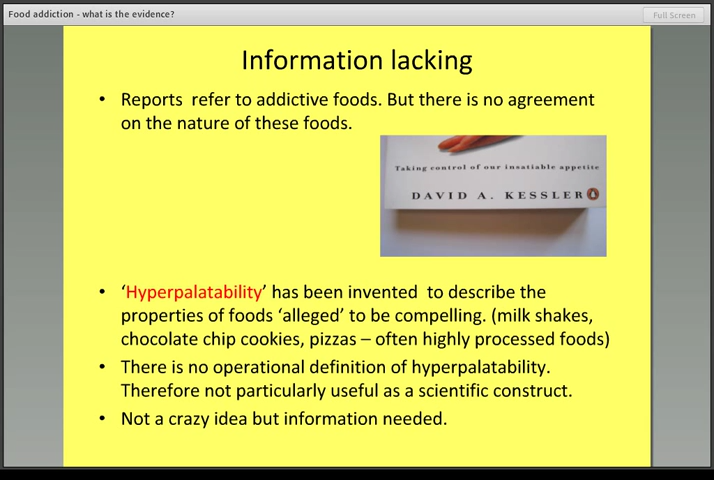 Food addiction - what is the evidence?
Full Screen
Information lacking
• Reports refer to addictive foods. But there is no agreement
on the nature of these foods.
Taking control of our insatiable appetite
DAVID A. KESSLER
• ‘Hyperpalatability’ has been invented to describe the
properties of foods ‘alleged’ to be compelling. (milk shakes,
chocolate chip cookies, pizzas – often highly processed foods)
• There is no operational definition of hyperpalatability.
Therefore not particularly useful as a scientific construct.
• Not a crazy idea but information needed.